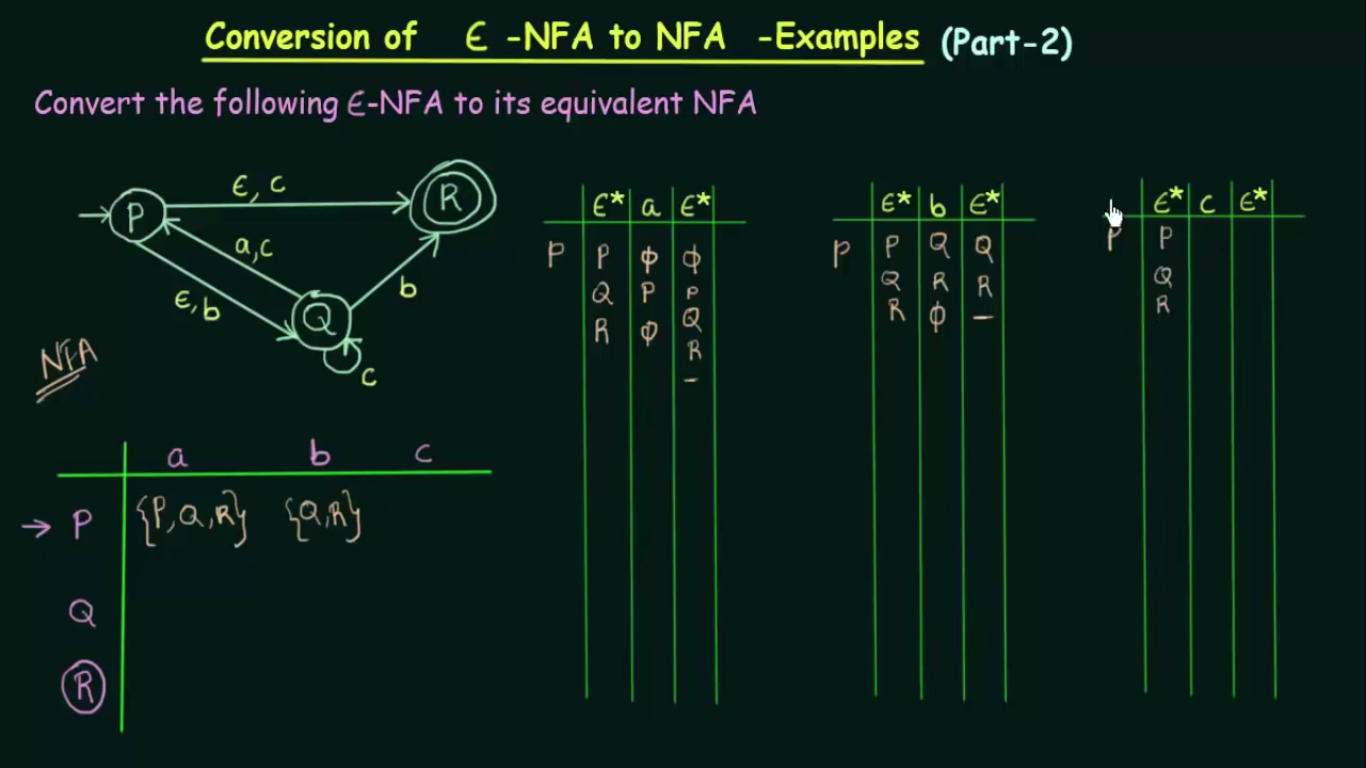 Conversion of ϵ -NFA to NFA -Examples (Part-2)
Convert the following ϵ-NFA to its equivalent NFA
P
ϵ, c
R
a,c
ϵ,b
Q
b
c
NFA
a b c
→ P {P,Q,R} {Q,R}
Q
R
ϵ* a ϵ*
P P ϕ ϕ
Q P P
R ϕ Q
R
–
ϵ* b ϵ*
P P Q Q
Q R R
R ϕ –
ϵ* c ϵ*
P P
Q
R